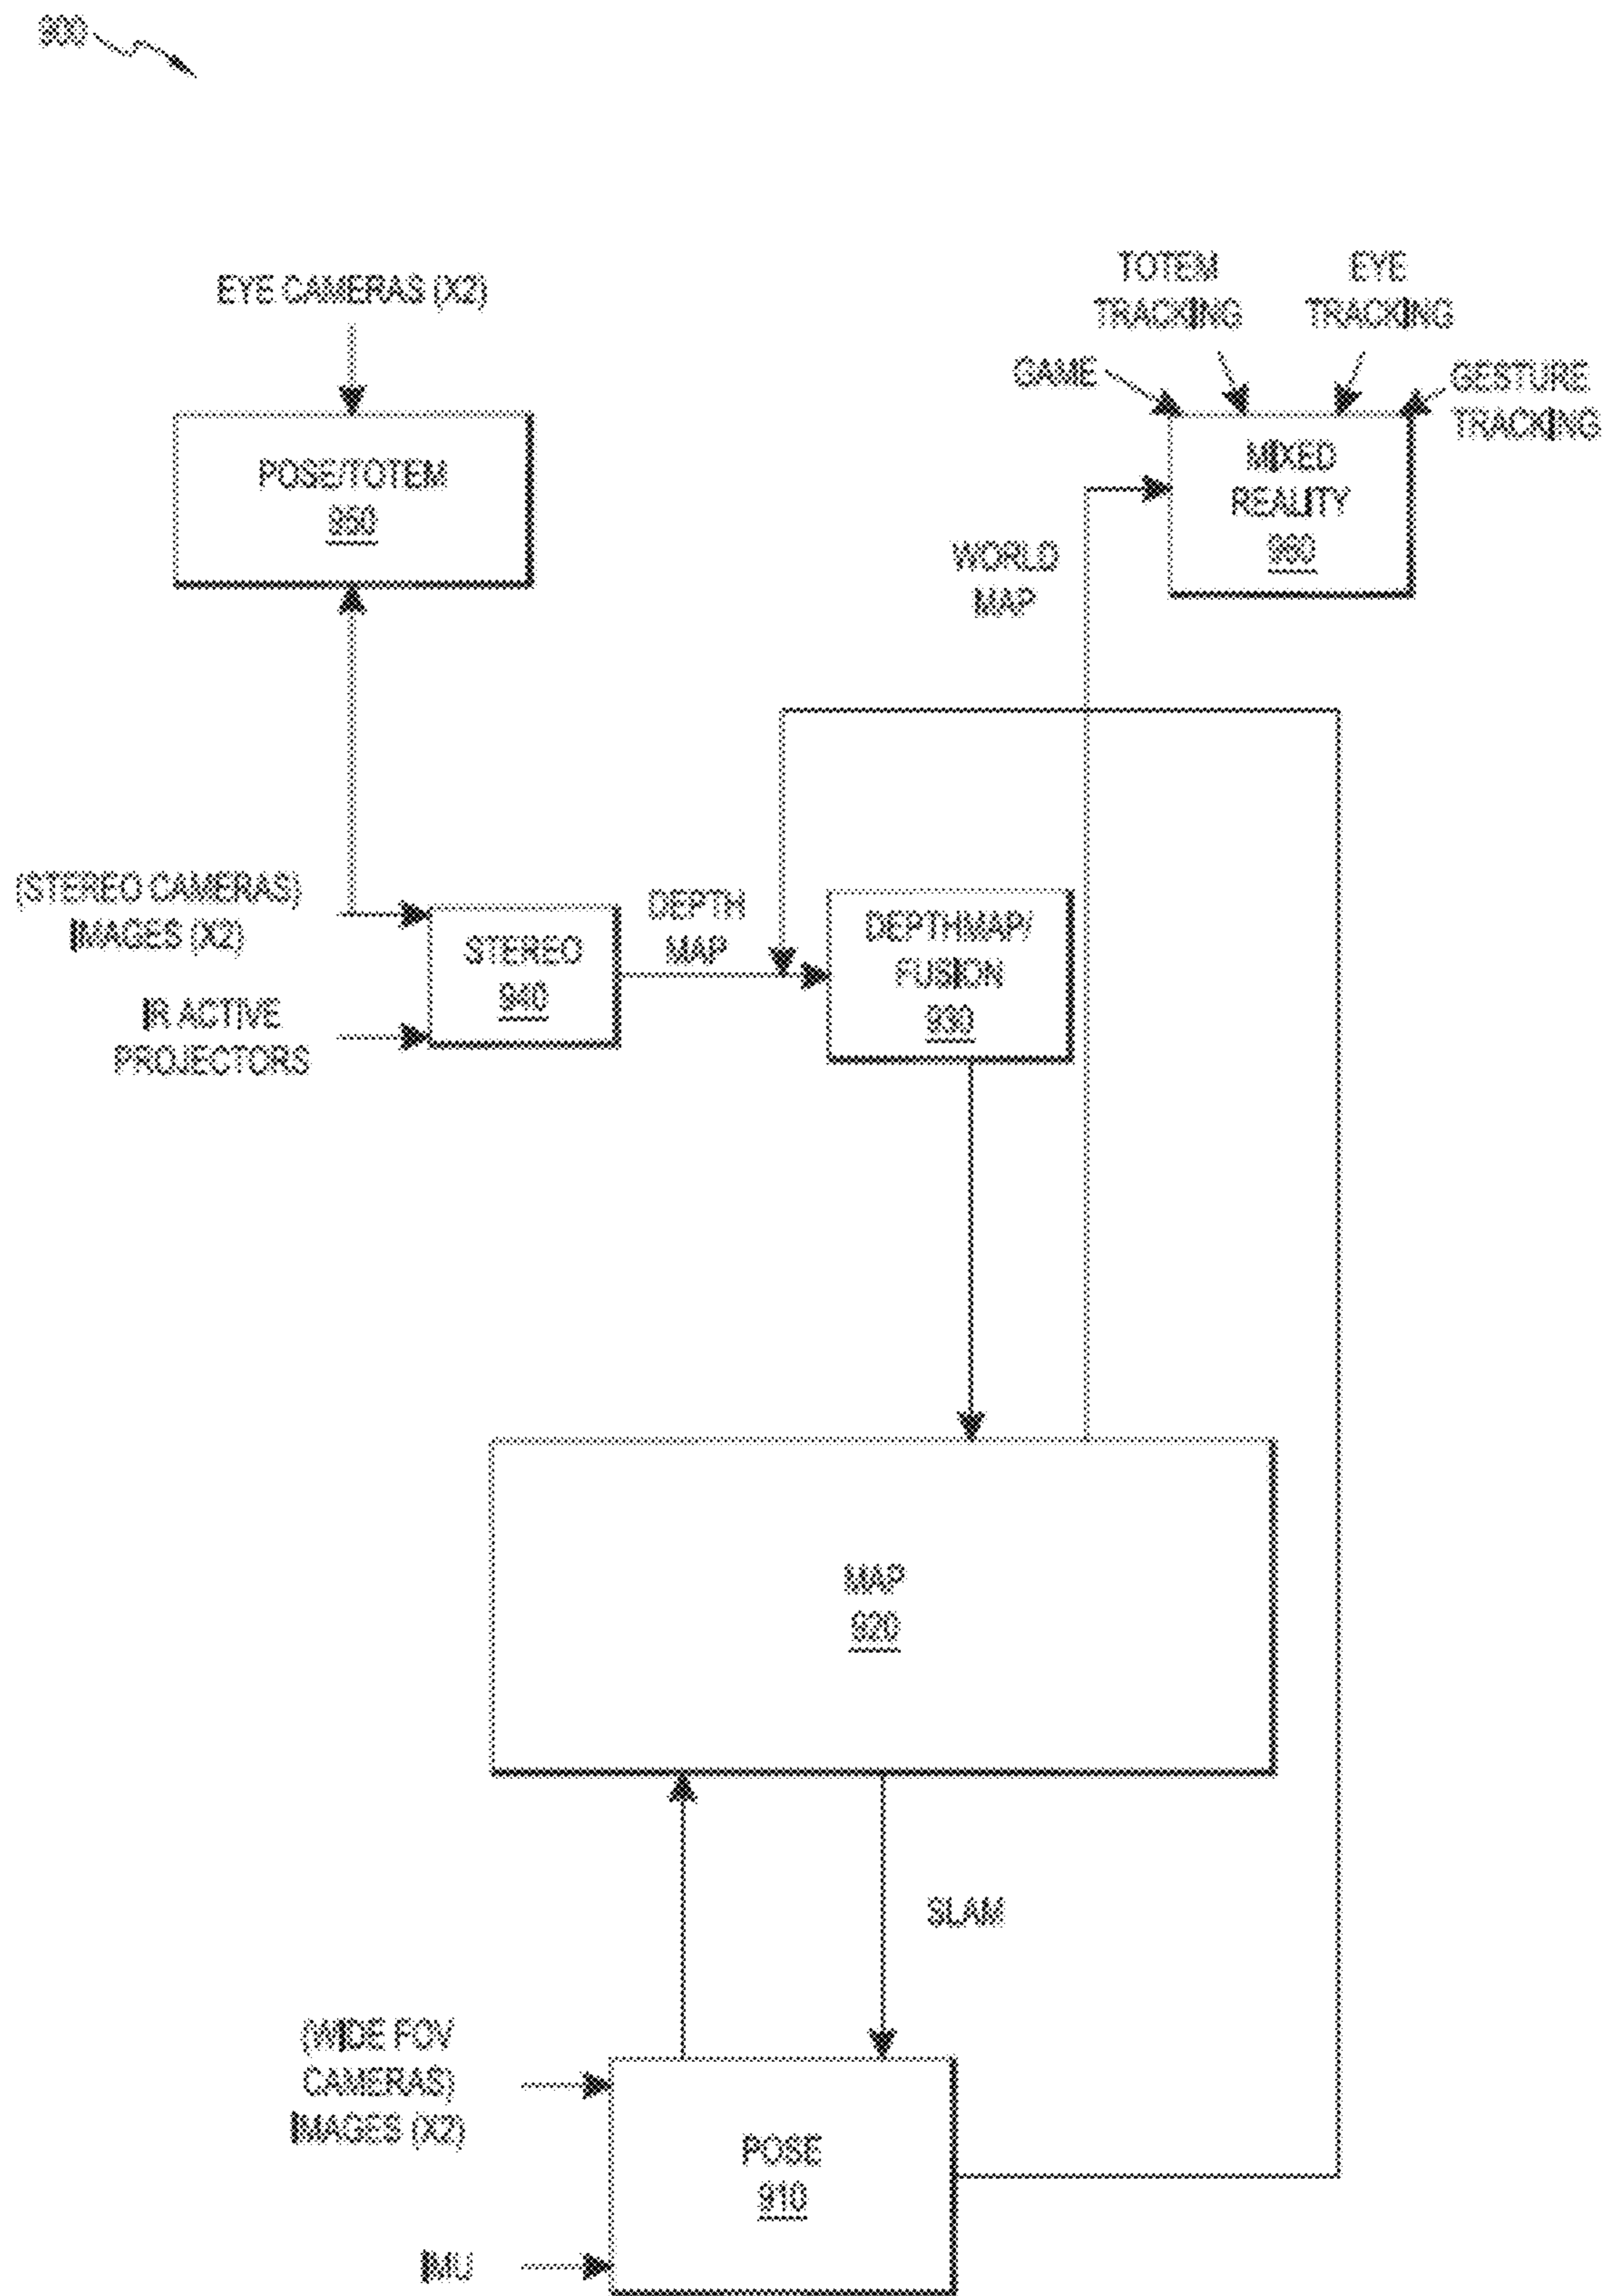 900
EYE CAMERAS (X2)
POSE/TOTEM
950
TOTEM
TRACKING
EYE
TRACKING
GAME
GESTURE
TRACKING
MIXED
REALITY
960
WORLD
MAP
(STEREO CAMERAS)
IMAGES (X2)
IR ACTIVE
PROJECTORS
STEREO
940
DEPTH
MAP
DEPTHMAP/
FUSION
930
MAP
920
SLAM
(WIDE FOV
CAMERAS)
IMAGES (X2)
IMU
POSE
910